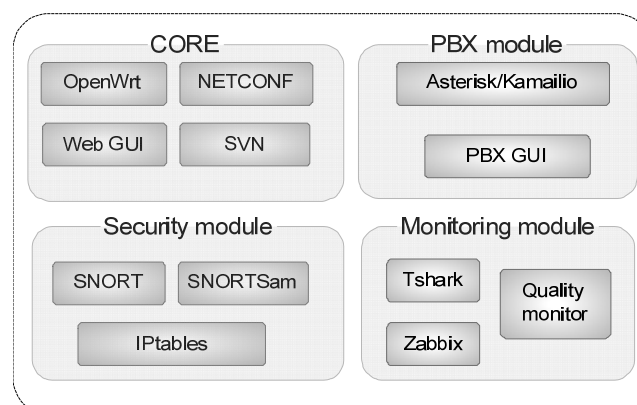 CORE
OpenWrt
NETCONF
Web GUI
SVN
PBX module
Asterisk/Kamailio
PBX GUI
Security module
SNORT
SNORTSam
IPtables
Monitoring module
Tshark
Zabbix
Quality
monitor